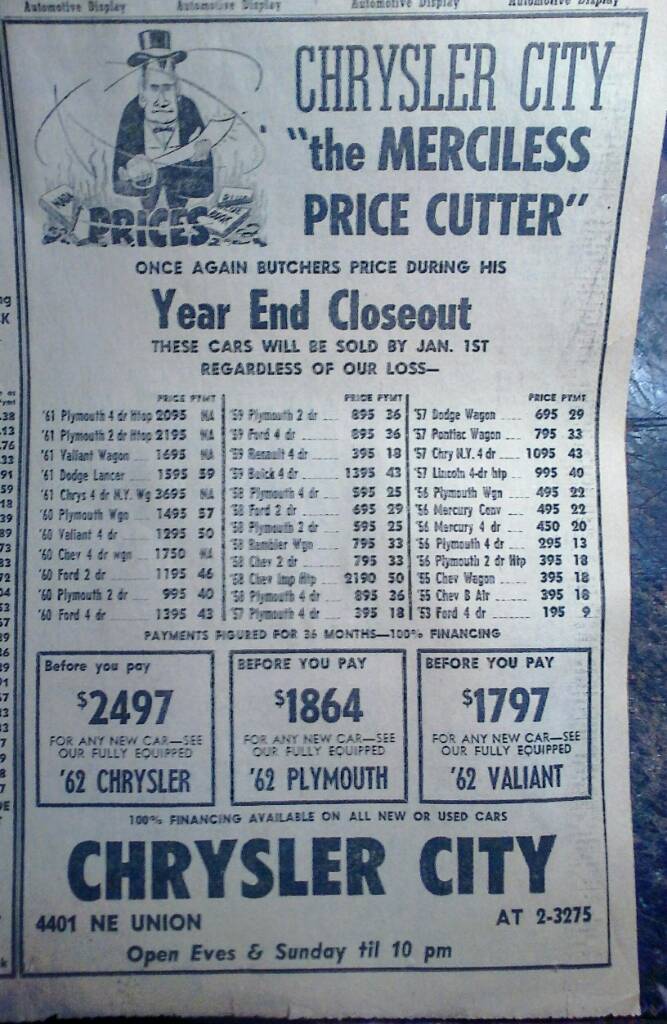 Automotive Display Automotive Display Automotive Display Automotive Display
CHRYSLER CITY
"the MERCILESS
PRICE CUTTER"
PRICES
ONCE AGAIN BUTCHERS PRICE DURING HIS
Year End Closeout
THESE CARS WILL BE SOLD BY JAN. 1ST
REGARDLESS OF OUR LOSS—
PRICE PYMT
'61 Plymouth 4 dr Htop 2095 NA
'61 Plymouth 2 dr Htop 2195 NA
'61 Valiant Wagon 1695 NA
'61 Dodge Lancer 1595 59
'61 Chrys 4 dr N.Y. Wg 3695 NA
'60 Plymouth Wgn 1495 57
'60 Valiant 4 dr 1295 50
'60 Chev 4 dr wgn 1750 NA
'60 Ford 2 dr 1195 46
'60 Plymouth 2 dr 995 40
'60 Ford 4 dr 1395 43
PRICE PYMT
'59 Plymouth 2 dr 895 36
'59 Ford 4 dr 895 36
'59 Renault 4 dr 395 18
'59 Buick 4 dr 1395 43
'58 Plymouth 4 dr 595 25
'58 Ford 2 dr 695 29
'58 Plymouth 2 dr 595 25
'58 Rambler Wgn 795 33
'58 Chev 2 dr 795 33
'58 Chev Imp Htp 2190 50
'58 Plymouth 4 dr 895 36
'57 Plymouth 4 dr 395 18
PRICE PYMT
'57 Dodge Wagon 695 29
'57 Pontiac Wagon 795 33
'57 Chry N.Y. 4 dr 1095 43
'57 Lincoln 4-dr htp 995 40
'56 Plymouth Wgn 495 22
'56 Mercury Conv 495 22
'56 Mercury 4 dr 450 20
'56 Plymouth 4 dr 295 13
'56 Plymouth 2 dr Htp 395 18
'55 Chev Wagon 395 18
'55 Chev B Air 395 18
'53 Ford 4 dr 195 9
PAYMENTS FIGURED FOR 36 MONTHS—100% FINANCING
Before you pay
$2497
FOR ANY NEW CAR—SEE
OUR FULLY EQUIPPED
'62 CHRYSLER
BEFORE YOU PAY
$1864
FOR ANY NEW CAR—SEE
OUR FULLY EQUIPPED
'62 PLYMOUTH
BEFORE YOU PAY
$1797
FOR ANY NEW CAR—SEE
OUR FULLY EQUIPPED
'62 VALIANT
100% FINANCING AVAILABLE ON ALL NEW OR USED CARS
CHRYSLER CITY
4401 NE UNION AT 2-3275
Open Eves & Sunday til 10 pm